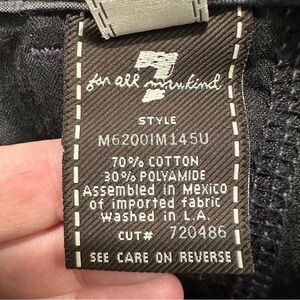 7
for all mankind
STYLE
M6200IM145U
70% COTTON
30% POLYAMIDE
Assembled in Mexico
of imported fabric
Washed in L.A.
CUT# 720486
SEE CARE ON REVERSE